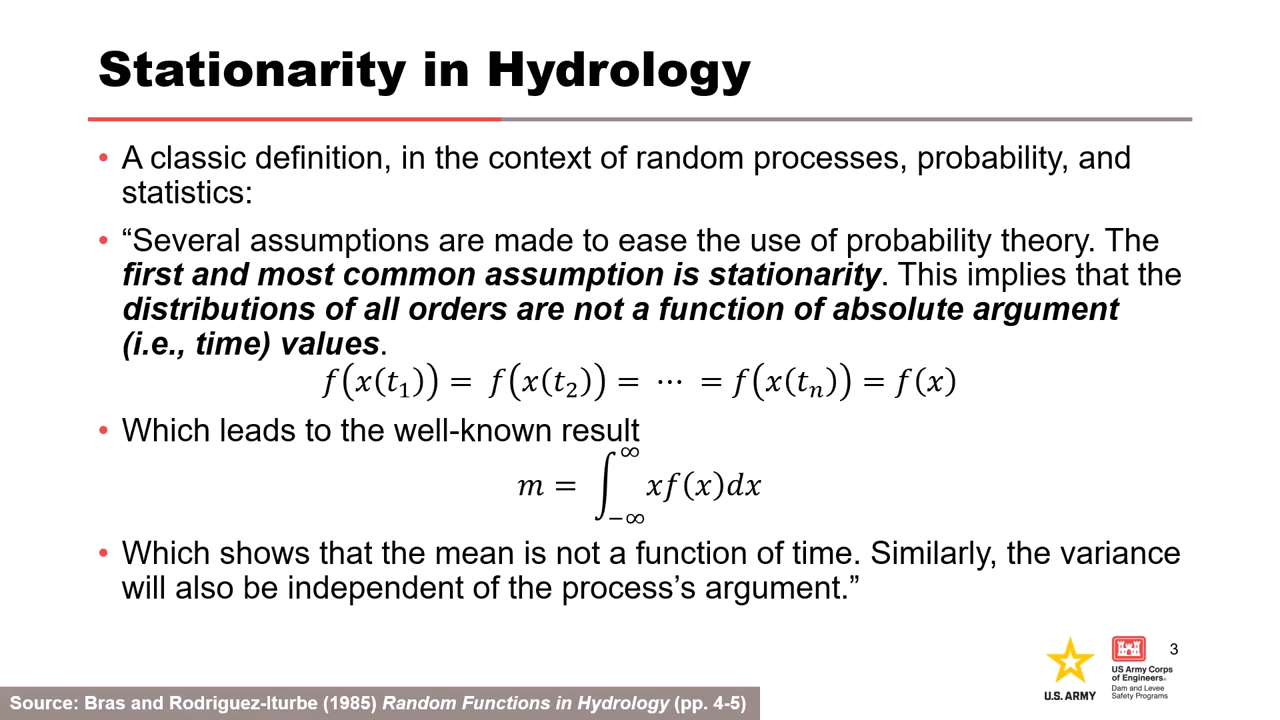 Stationarity in Hydrology
• A classic definition, in the context of random processes, probability, and
statistics:
• “Several assumptions are made to ease the use of probability theory. The
first and most common assumption is stationarity. This implies that the
distributions of all orders are not a function of absolute argument
(i.e., time) values.
f(x(t₁)) = f(x(t₂)) = ⋯ = f(x(tₙ)) = f(x)
• Which leads to the well-known result
m = ∫_{−∞}^{∞} xf(x)dx
• Which shows that the mean is not a function of time. Similarly, the variance
will also be independent of the process’s argument.”
3
U.S. ARMY
US Army Corps
of Engineers®
Dam and Levee
Safety Programs
Source: Bras and Rodriguez-Iturbe (1985) Random Functions in Hydrology (pp. 4-5)